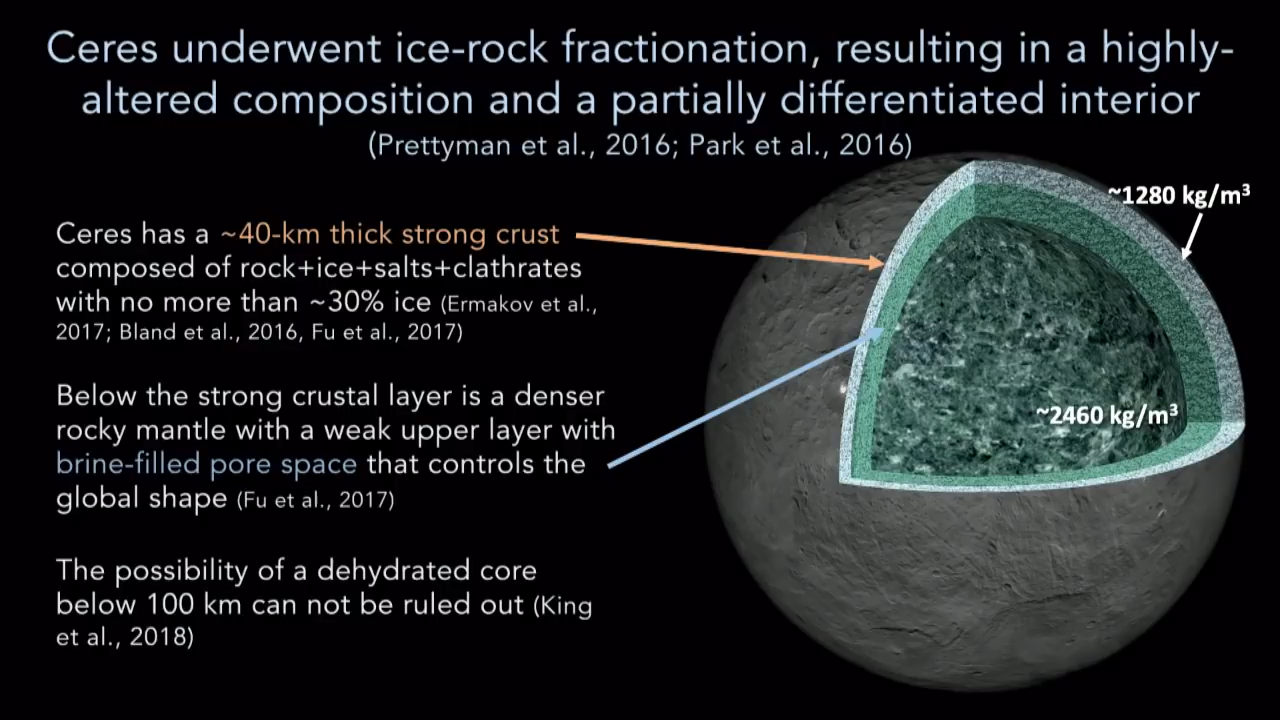 Ceres underwent ice-rock fractionation, resulting in a highly-
altered composition and a partially differentiated interior
(Prettyman et al., 2016; Park et al., 2016)
~1280 kg/m³
Ceres has a ~40-km thick strong crust
composed of rock+ice+salts+clathrates
with no more than ~30% ice (Ermakov et al.,
2017; Bland et al., 2016, Fu et al., 2017)
Below the strong crustal layer is a denser
rocky mantle with a weak upper layer with
brine-filled pore space that controls the
global shape (Fu et al., 2017)
~2460 kg/m³
The possibility of a dehydrated core
below 100 km can not be ruled out (King
et al., 2018)